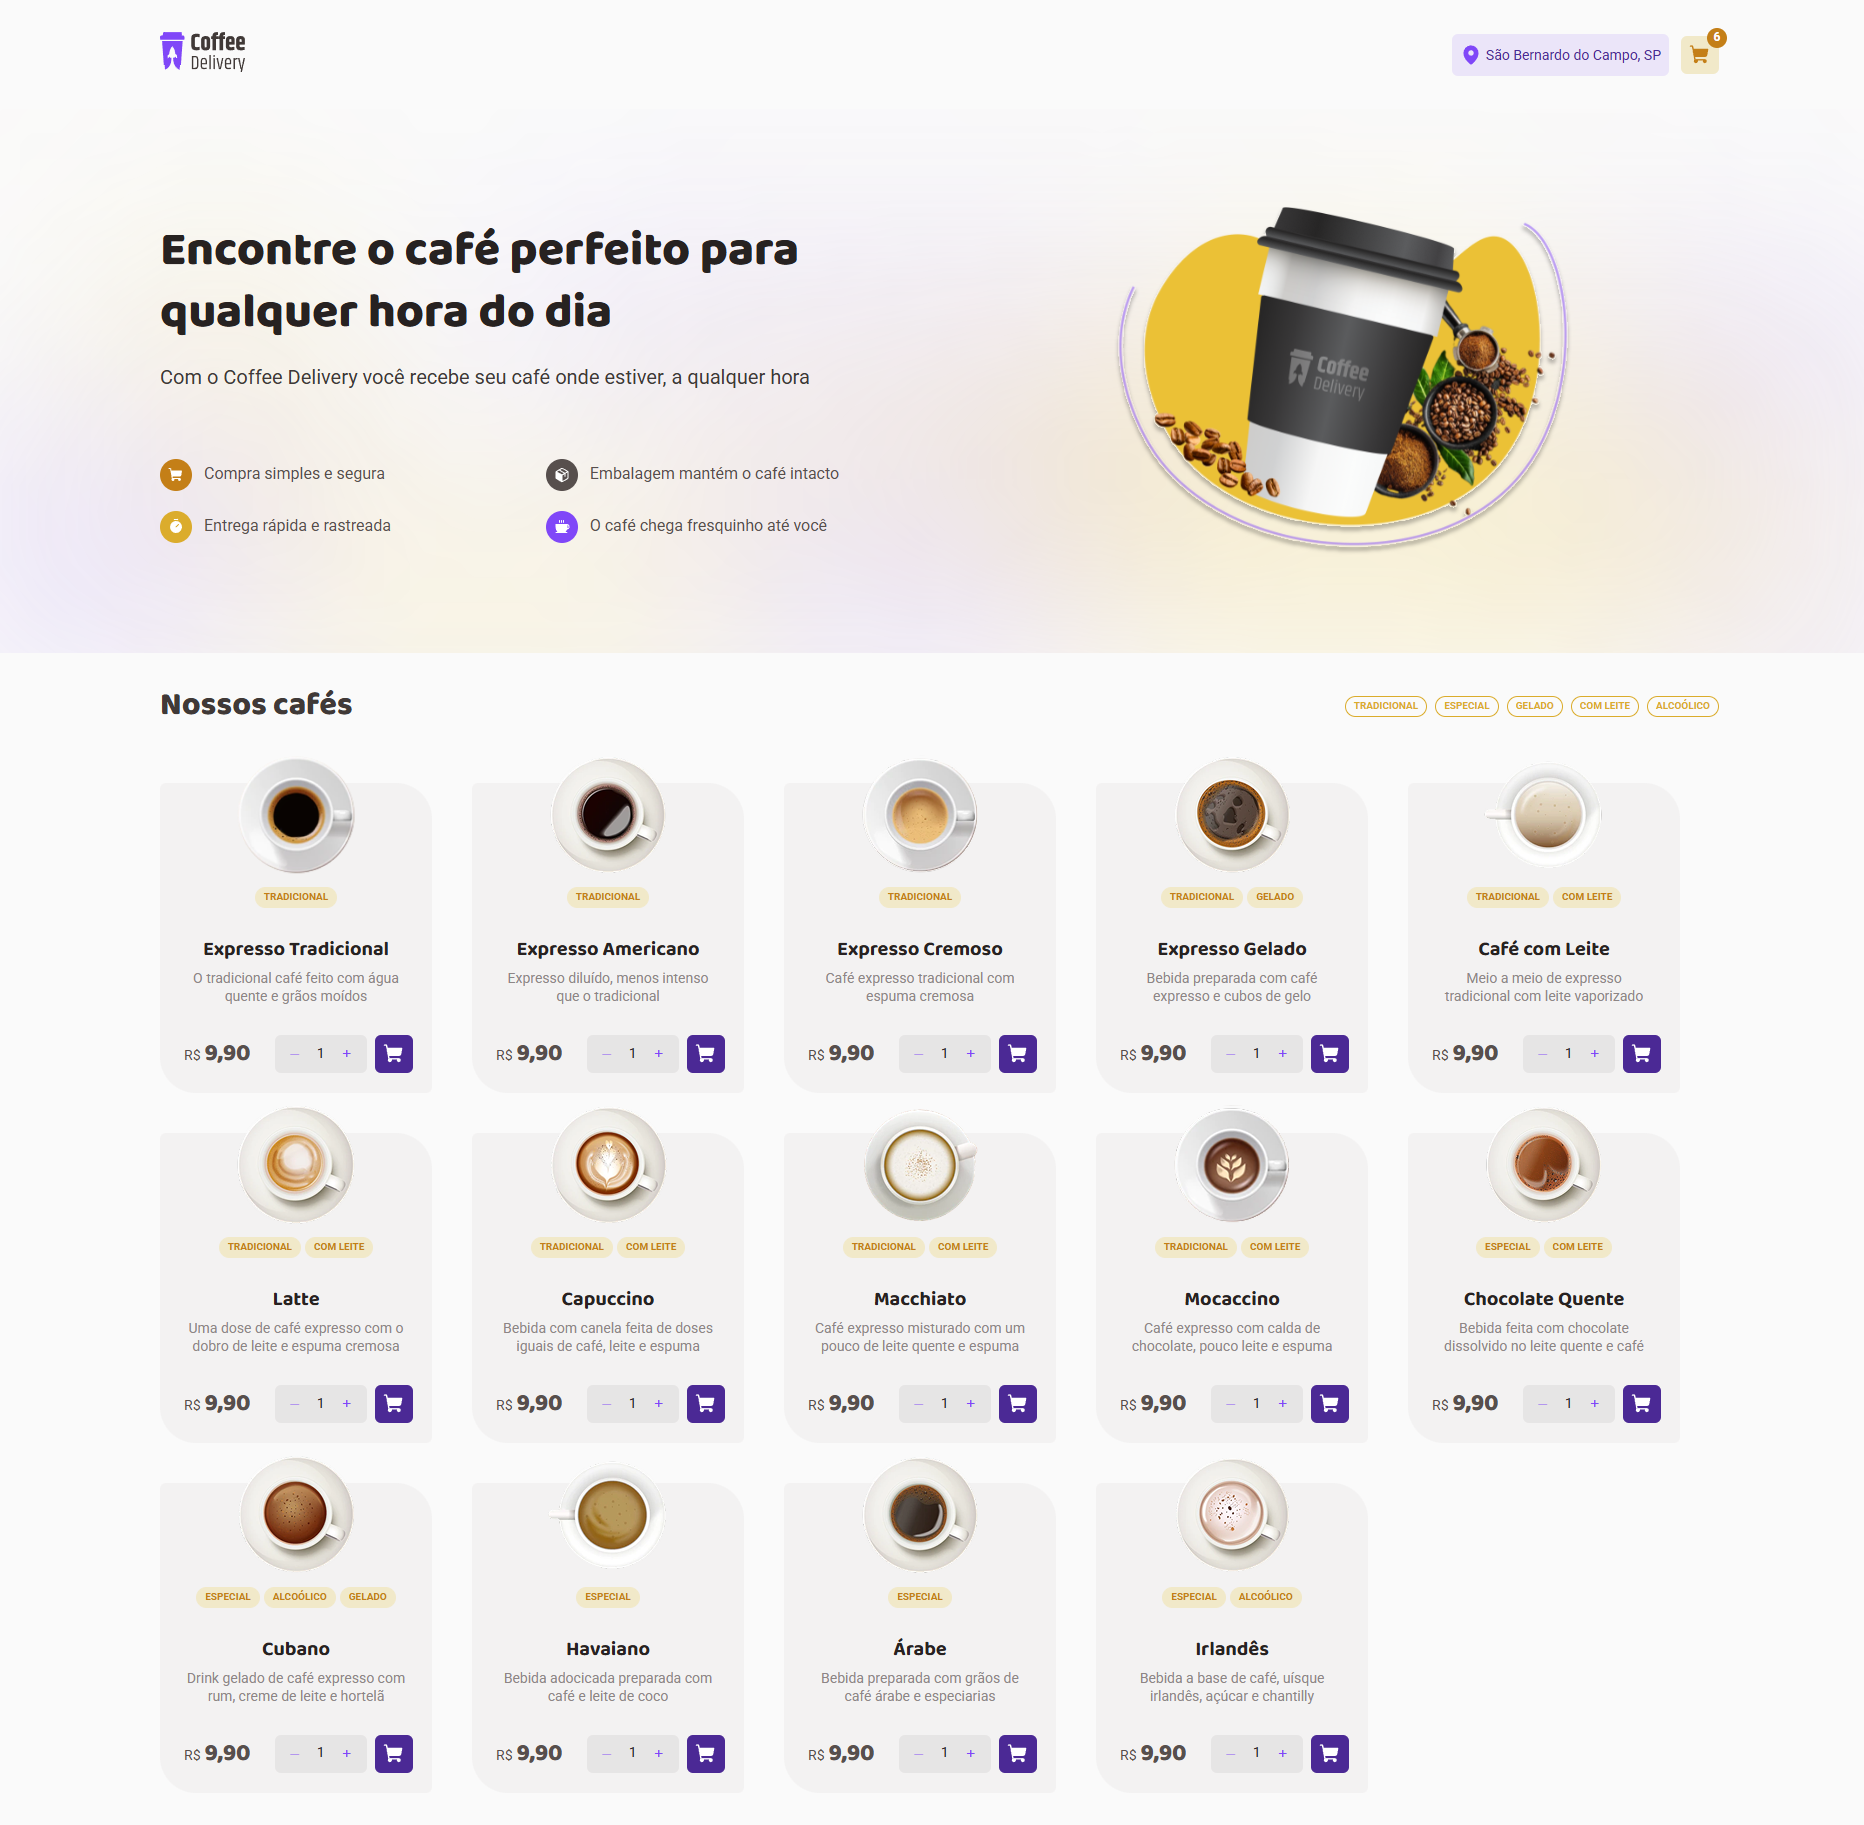 Coffee
Delivery
São Bernardo do Campo, SP
6
Encontre o café perfeito para
qualquer hora do dia
Com o Coffee Delivery você recebe seu café onde estiver, a qualquer hora
Compra simples e segura
Embalagem mantém o café intacto
Entrega rápida e rastreada
O café chega fresquinho até você
Coffee
Delivery
Nossos cafés
TRADICIONAL ESPECIAL GELADO COM LEITE ALCOÓLICO
TRADICIONAL
Expresso Tradicional
O tradicional café feito com água
quente e grãos moídos
R$ 9,90 – 1 +
TRADICIONAL
Expresso Americano
Expresso diluído, menos intenso
que o tradicional
R$ 9,90 – 1 +
TRADICIONAL
Expresso Cremoso
Café expresso tradicional com
espuma cremosa
R$ 9,90 – 1 +
TRADICIONAL GELADO
Expresso Gelado
Bebida preparada com café
expresso e cubos de gelo
R$ 9,90 – 1 +
TRADICIONAL COM LEITE
Café com Leite
Meio a meio de expresso
tradicional com leite vaporizado
R$ 9,90 – 1 +
TRADICIONAL COM LEITE
Latte
Uma dose de café expresso com o
dobro de leite e espuma cremosa
R$ 9,90 – 1 +
TRADICIONAL COM LEITE
Capuccino
Bebida com canela feita de doses
iguais de café, leite e espuma
R$ 9,90 – 1 +
TRADICIONAL COM LEITE
Macchiato
Café expresso misturado com um
pouco de leite quente e espuma
R$ 9,90 – 1 +
TRADICIONAL COM LEITE
Mocaccino
Café expresso com calda de
chocolate, pouco leite e espuma
R$ 9,90 – 1 +
ESPECIAL COM LEITE
Chocolate Quente
Bebida feita com chocolate
dissolvido no leite quente e café
R$ 9,90 – 1 +
ESPECIAL ALCOÓLICO GELADO
Cubano
Drink gelado de café expresso com
rum, creme de leite e hortelã
R$ 9,90 – 1 +
ESPECIAL
Havaiano
Bebida adocicada preparada com
café e leite de coco
R$ 9,90 – 1 +
ESPECIAL
Árabe
Bebida preparada com grãos de
café árabe e especiarias
R$ 9,90 – 1 +
ESPECIAL ALCOÓLICO
Irlandês
Bebida a base de café, uísque
irlandês, açúcar e chantilly
R$ 9,90 – 1 +